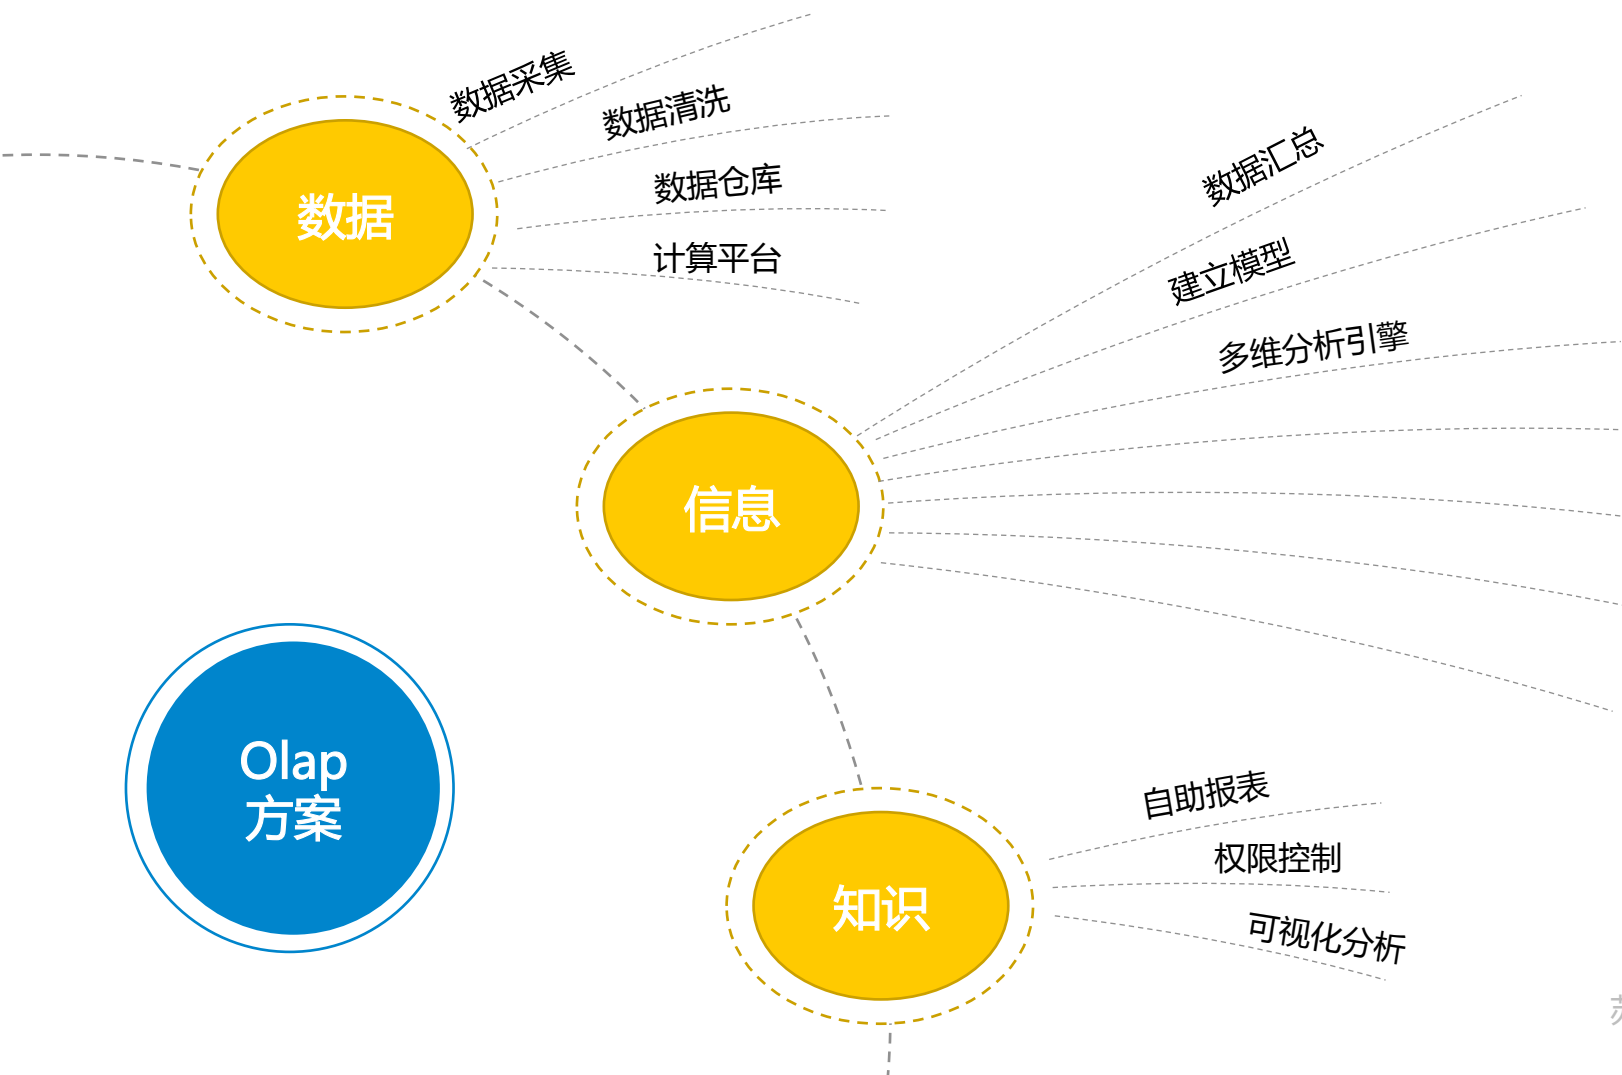 数据采集
数据清洗
数据仓库
计算平台
数据
数据汇总
建立模型
多维分析引擎
信息
Olap
方案
自助报表
权限控制
可视化分析
知识